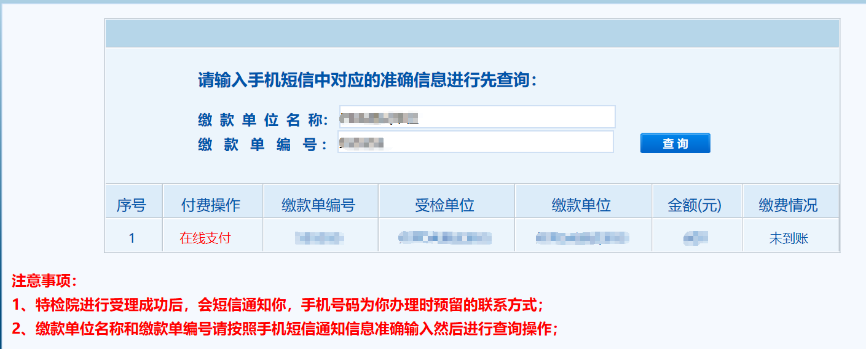 请输入手机短信中对应的准确信息进行先查询：
缴款单位名称:
缴款单编号:
查询
序号 付费操作 缴款单编号 受检单位 缴款单位 金额(元) 缴费情况
1 在线支付 未到账
注意事项：
1、特检院进行受理成功后，会短信通知你，手机号码为你办理时预留的联系方式；
2、缴款单位名称和缴款单编号请按照手机短信通知信息准确输入然后进行查询操作；